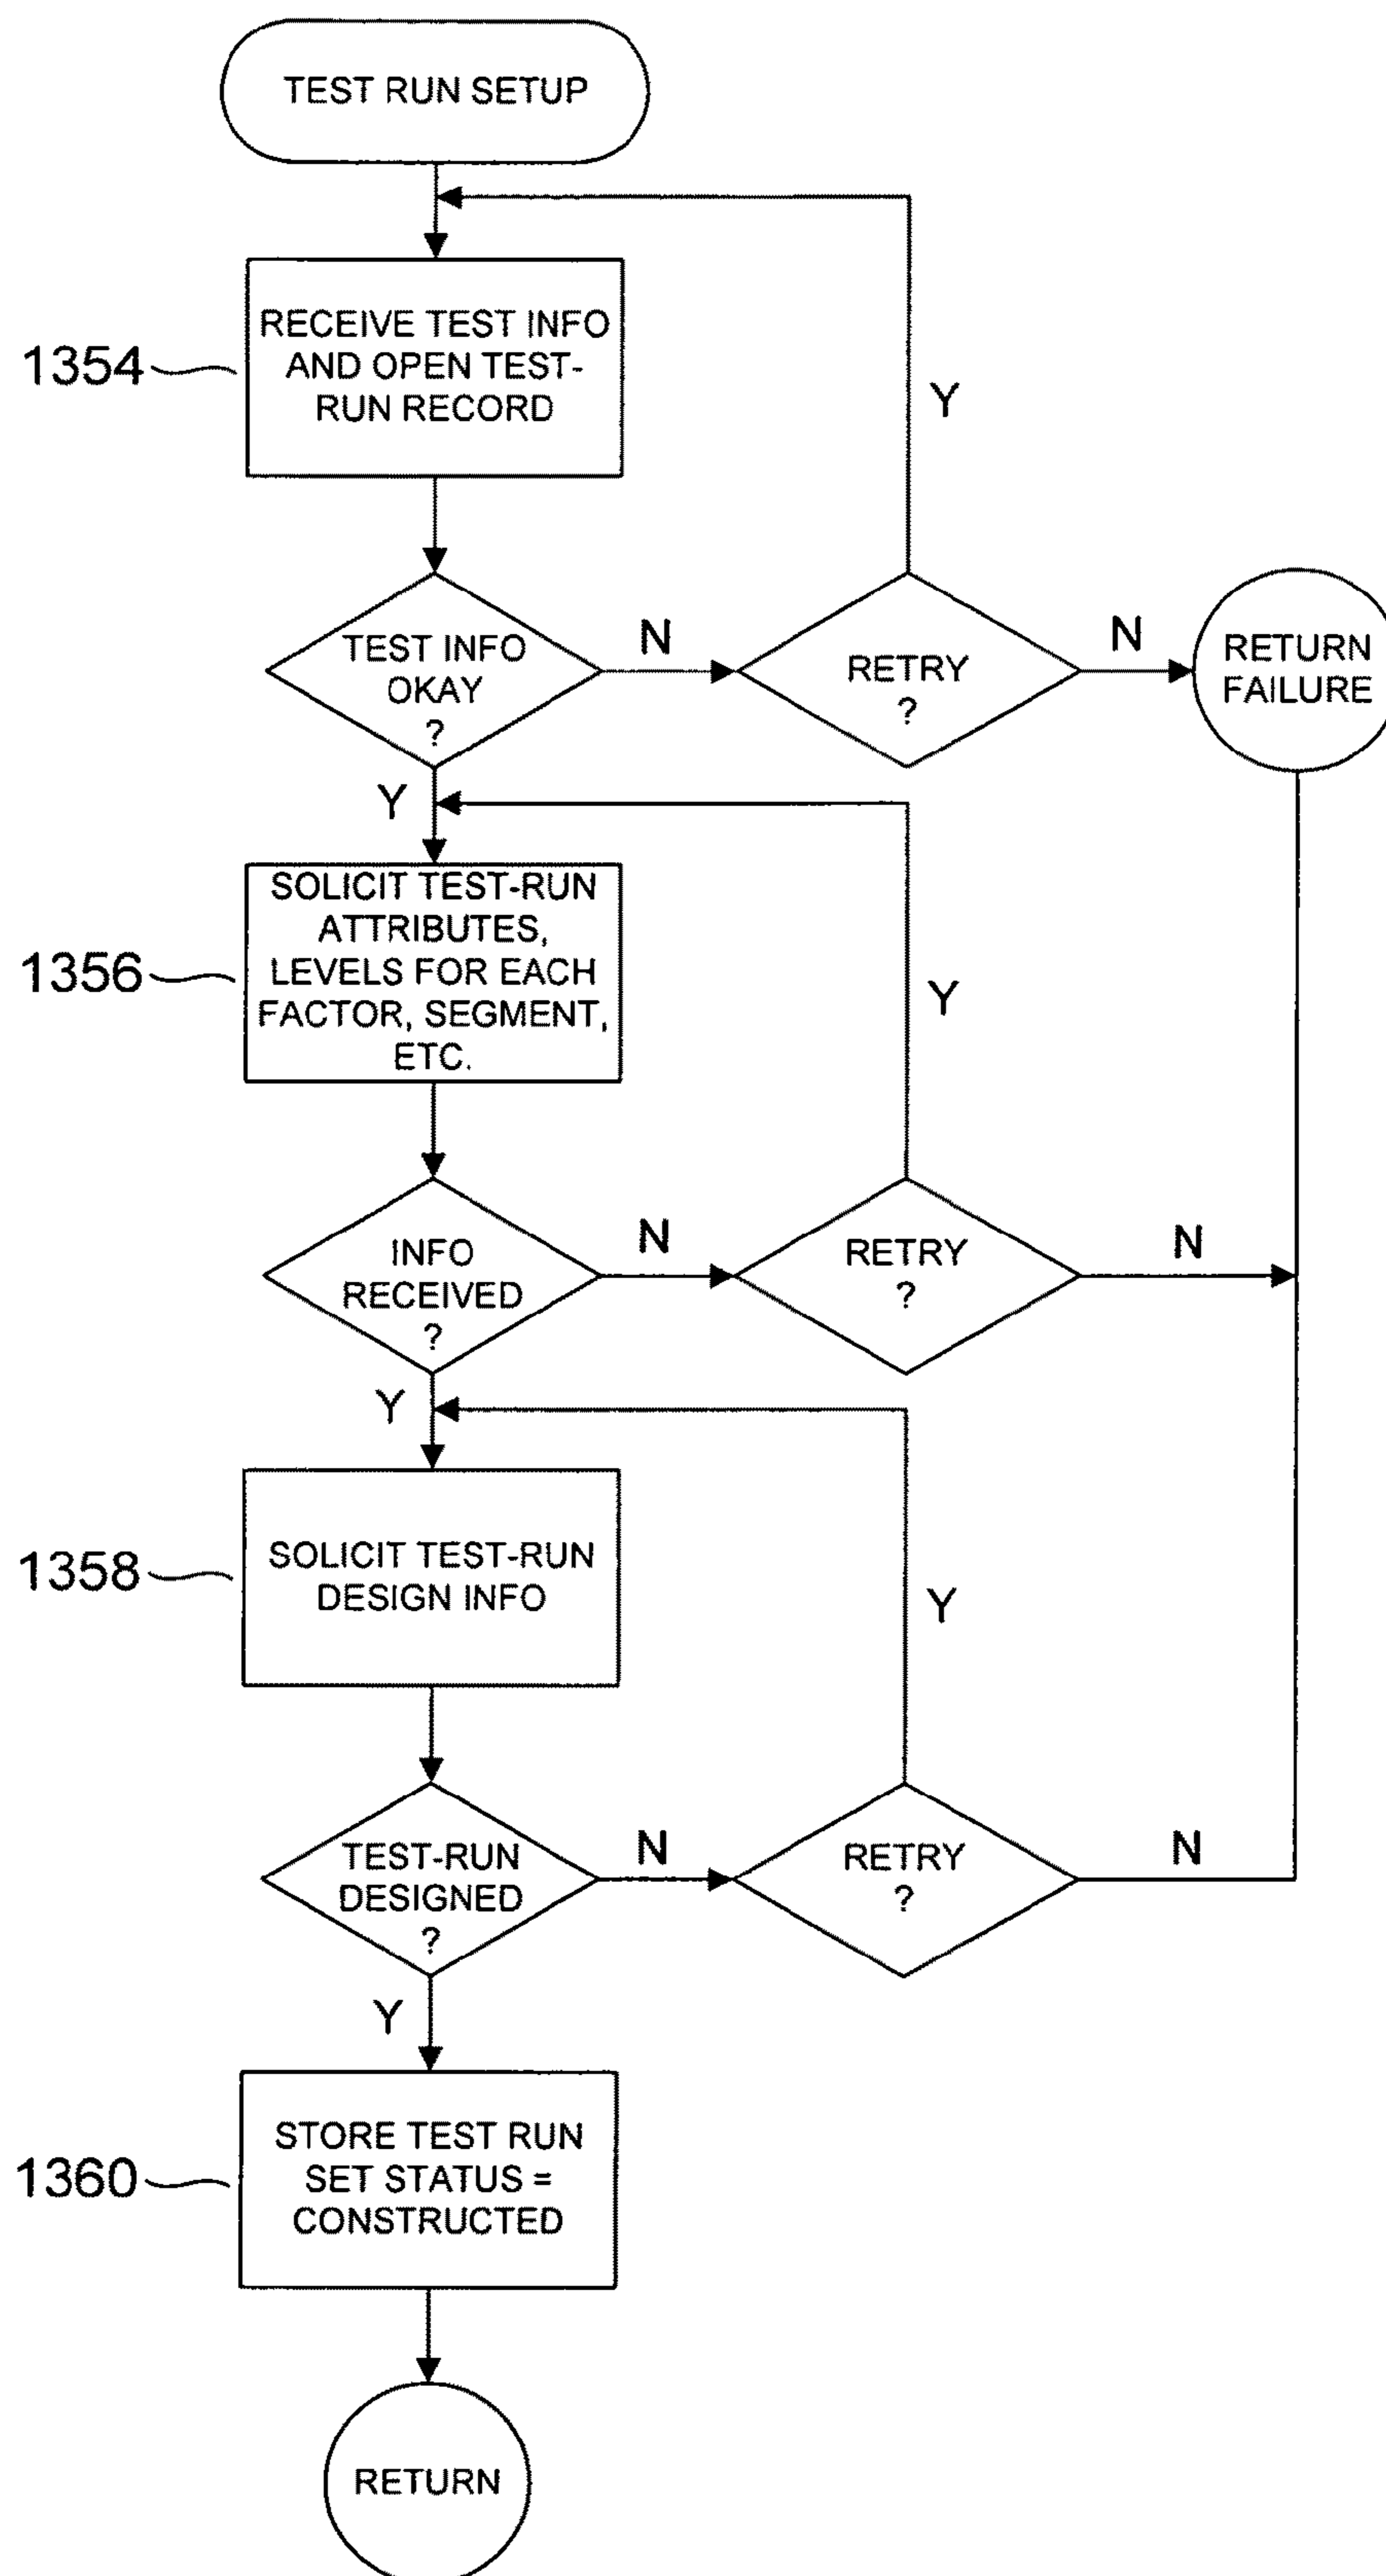 TEST RUN SETUP
RECEIVE TEST INFO
AND OPEN TEST-
RUN RECORD
1354
Y
TEST INFO
OKAY
?
N
RETRY
?
N
RETURN
FAILURE
Y
SOLICIT TEST-RUN
ATTRIBUTES,
LEVELS FOR EACH
FACTOR, SEGMENT,
ETC.
1356
Y
INFO
RECEIVED
?
N
RETRY
?
N
Y
SOLICIT TEST-RUN
DESIGN INFO
1358
Y
TEST-RUN
DESIGNED
?
N
RETRY
?
N
Y
STORE TEST RUN
SET STATUS =
CONSTRUCTED
1360
RETURN